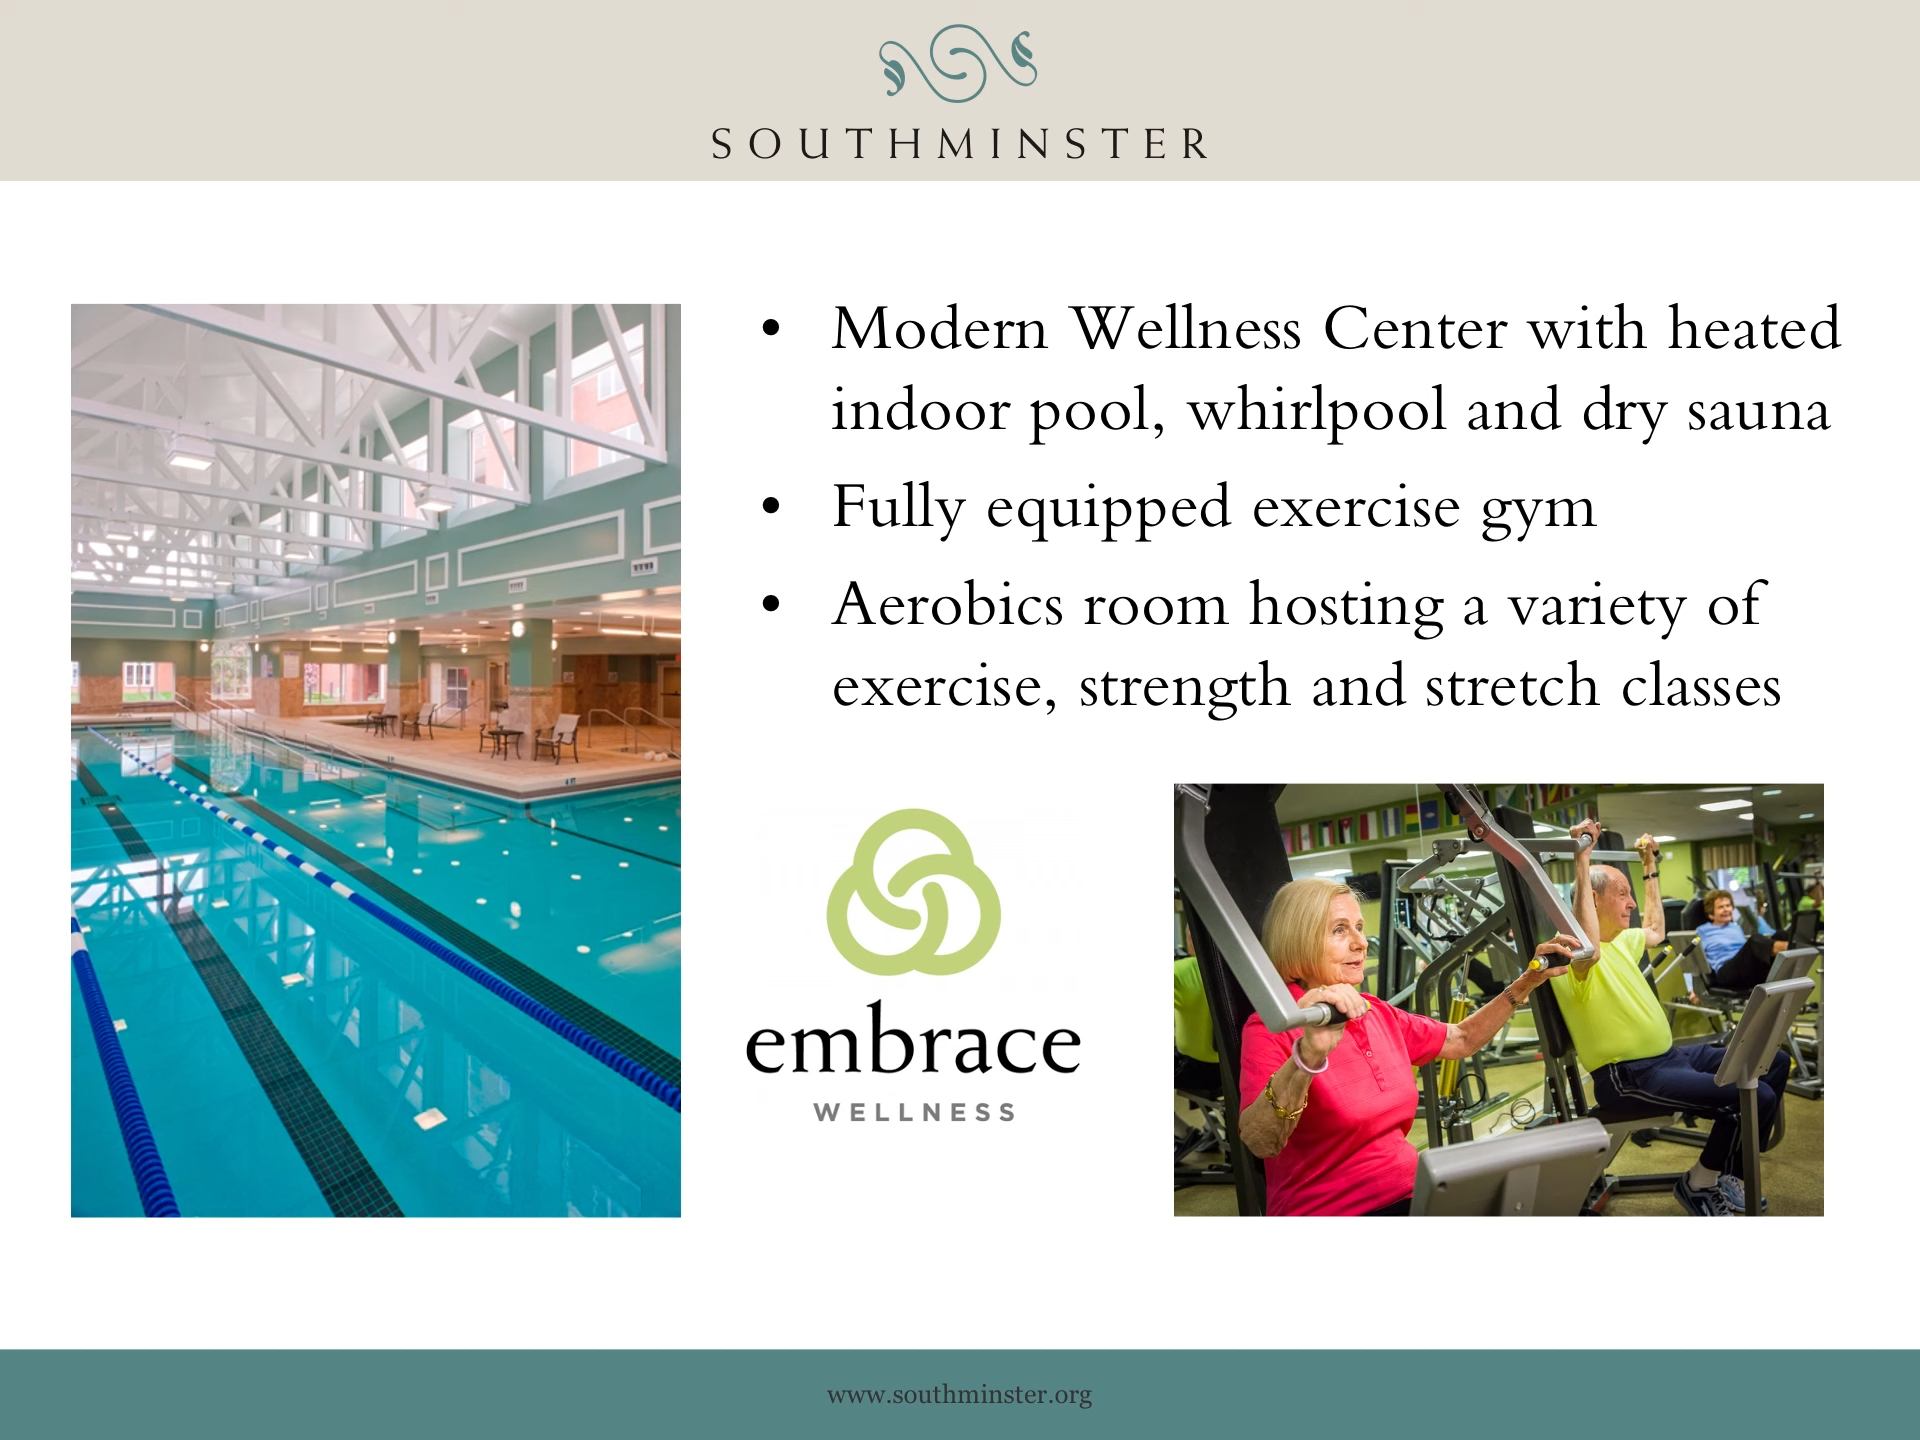 SOUTHMINSTER
• Modern Wellness Center with heated
indoor pool, whirlpool and dry sauna
• Fully equipped exercise gym
• Aerobics room hosting a variety of
exercise, strength and stretch classes
embrace
WELLNESS
www.southminster.org